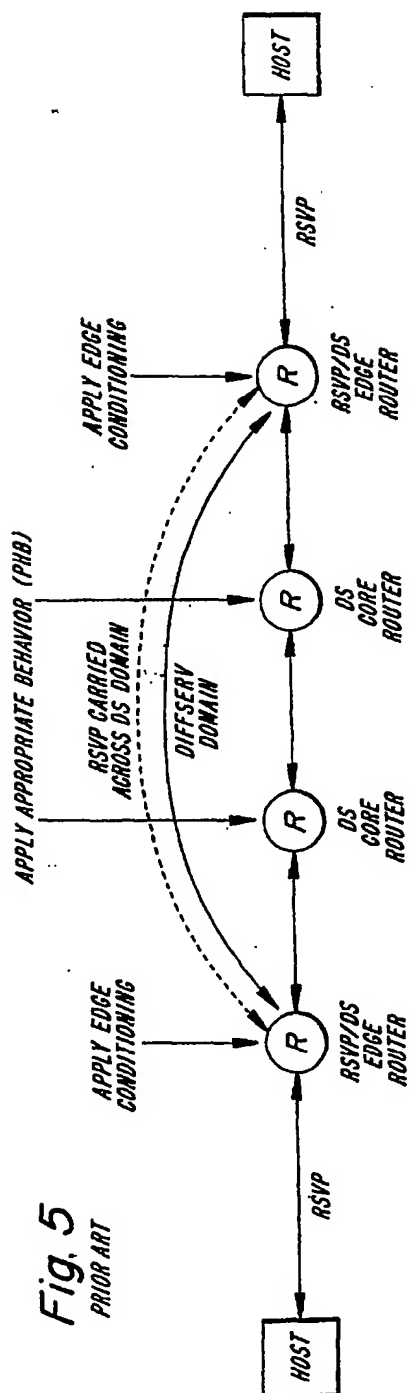 Fig. 5
PRIOR ART
APPLY APPROPRIATE BEHAVIOR (PHB)
APPLY EDGE
CONDITIONING
APPLY EDGE
CONDITIONING
RSVP CARRIED
ACROSS DS DOMAIN
DIFFSERV
DOMAIN
HOST
RSVP
R
RSVP/DS
EDGE
ROUTER
R
DS
CORE
ROUTER
R
DS
CORE
ROUTER
R
RSVP/DS
EDGE
ROUTER
RSVP
HOST